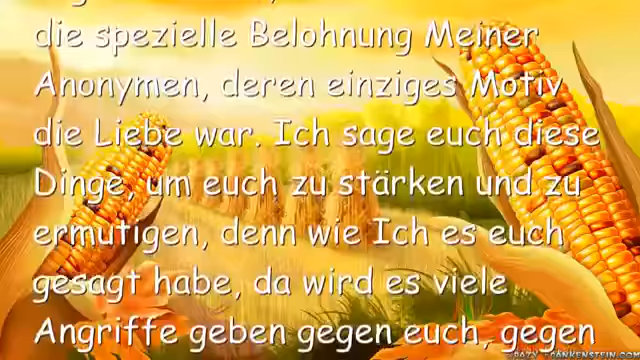 die spezielle Belohnung Meiner
Anonymen, deren einziges Motiv
die Liebe war. Ich sage euch diese
Dinge, um euch zu stärken und zu
ermutigen, denn wie Ich es euch
gesagt habe, da wird es viele
Angriffe geben gegen euch, gegen